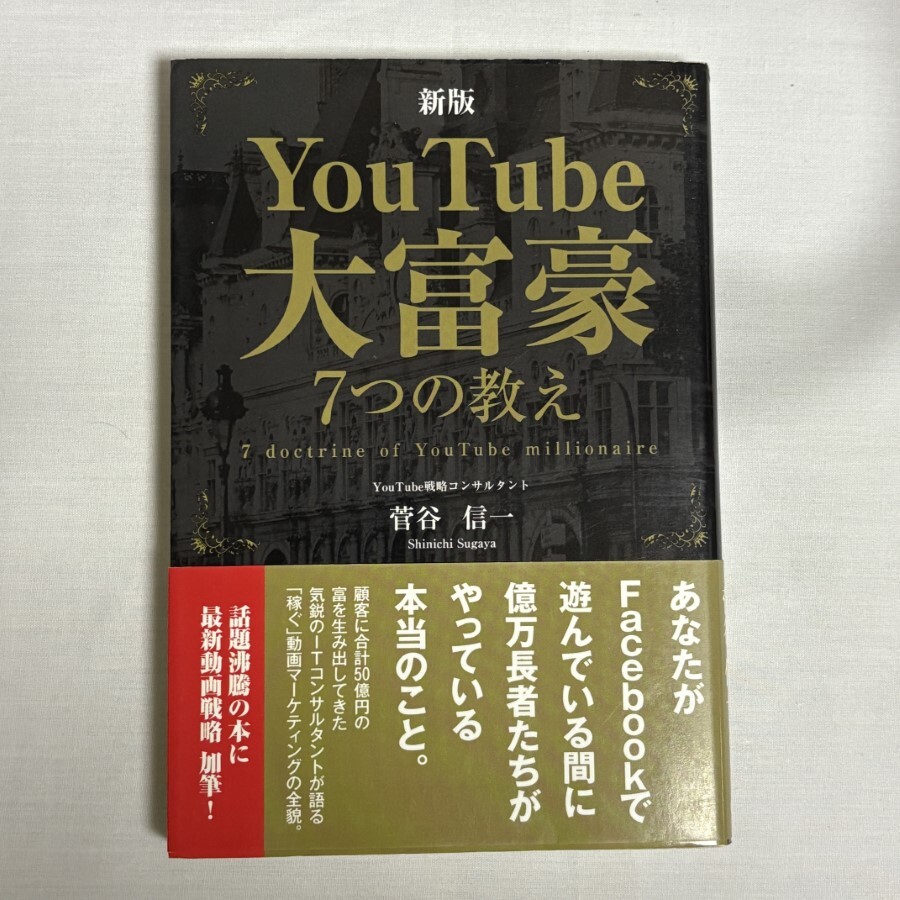 新版
YouTube
大富豪
7つの教え
7 doctrine of YouTube millionaire
YouTube戦略コンサルタント
菅谷 信一
Shinichi Sugaya
あなたが
Facebookで
遊んでいる間に
億万長者たちが
やっている
本当のこと。
顧客に合計50億円の
富を生み出してきた
気鋭のITコンサルタントが語る
「稼ぐ」動画マーケティングの全貌。
話題沸騰の本に
最新動画戦略 加筆!